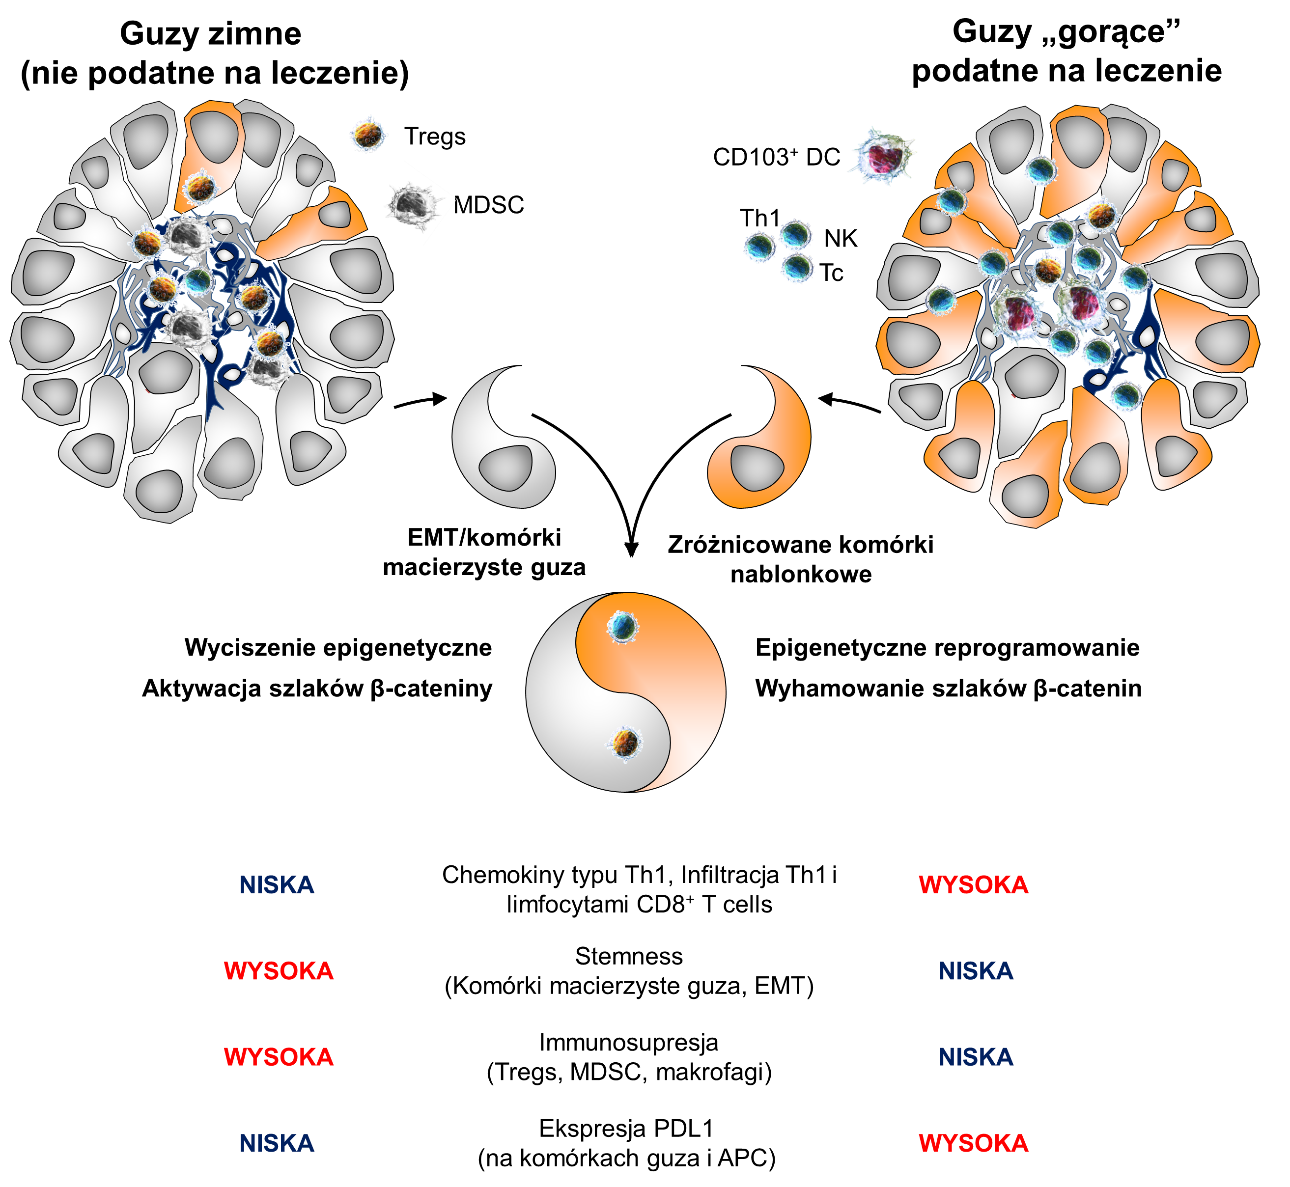 Guzy zimne
(nie podatne na leczenie)
Guzy „gorące”
podatne na leczenie
Tregs
MDSC
CD103⁺ DC
Th1
NK
Tc
EMT/komórki
macierzyste guza
Zróżnicowane komórki
nablonkowe
Wyciszenie epigenetyczne
Aktywacja szlaków β-cateniny
Epigenetyczne reprogramowanie
Wyhamowanie szlaków β-catenin
NISKA
Chemokiny typu Th1, Infiltracja Th1 i
limfocytami CD8⁺ T cells
WYSOKA
WYSOKA
Stemness
(Komórki macierzyste guza, EMT)
NISKA
WYSOKA
Immunosupresja
(Tregs, MDSC, makrofagi)
NISKA
NISKA
Ekspresja PDL1
(na komórkach guza i APC)
WYSOKA